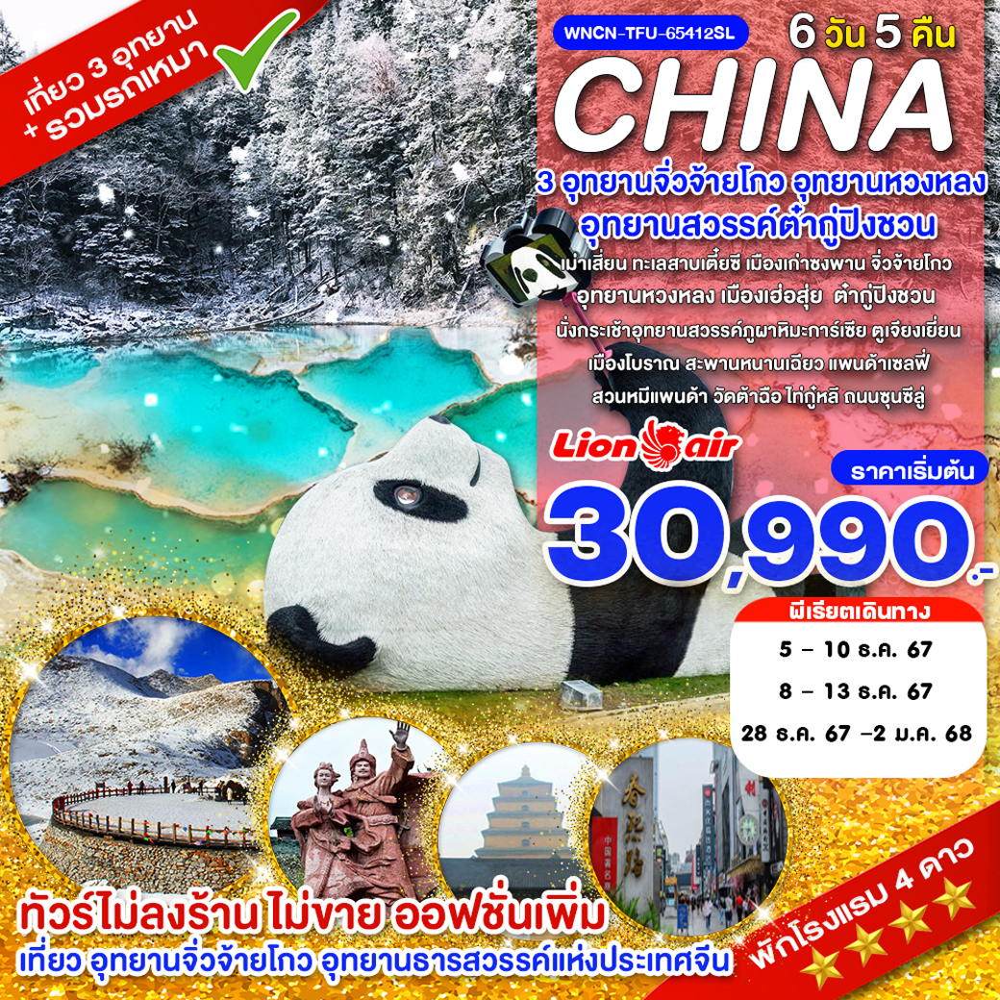 เที่ยว 3 อุทยาน
+ รวมรถเหมา
WNCN-TFU-65412SL
6 วัน 5 คืน
CHINA
3 อุทยานจิ่วจ้ายโกว อุทยานหวงหลง
อุทยานสวรรค์ต๋ากู่ปิงชวน
เม่าเสี่ยน ทะเลสาบเตี๋ยซี เมืองเก่าซงพาน จิ่วจ้ายโกว
อุทยานหวงหลง เมืองเฮ่อสุ่ย ต๋ากู่ปิงชวน
นั่งกระเช้าอุทยานสวรรค์ภูผาหิมะการ์เซีย ตูเจียงเยี่ยน
เมืองโบราณ สะพานหนานเฉียว แพนด้าเซลฟี่
สวนหมีแพนด้า วัดต้าฉือ ไท่กู๋หลี ถนนซุนซีลู่
Lion air
ราคาเริ่มต้น
30,990.-
พีเรียตเดินทาง
5 – 10 ธ.ค. 67
8 – 13 ธ.ค. 67
28 ธ.ค. 67 –2 ม.ค. 68
春熙路
ทัวร์ไม่ลงร้าน ไม่ขาย ออฟชั่นเพิ่ม
เที่ยว อุทยานจิ่วจ้ายโกว อุทยานธารสวรรค์แห่งประเทศจีน
พักโรงแรม 4 ดาว